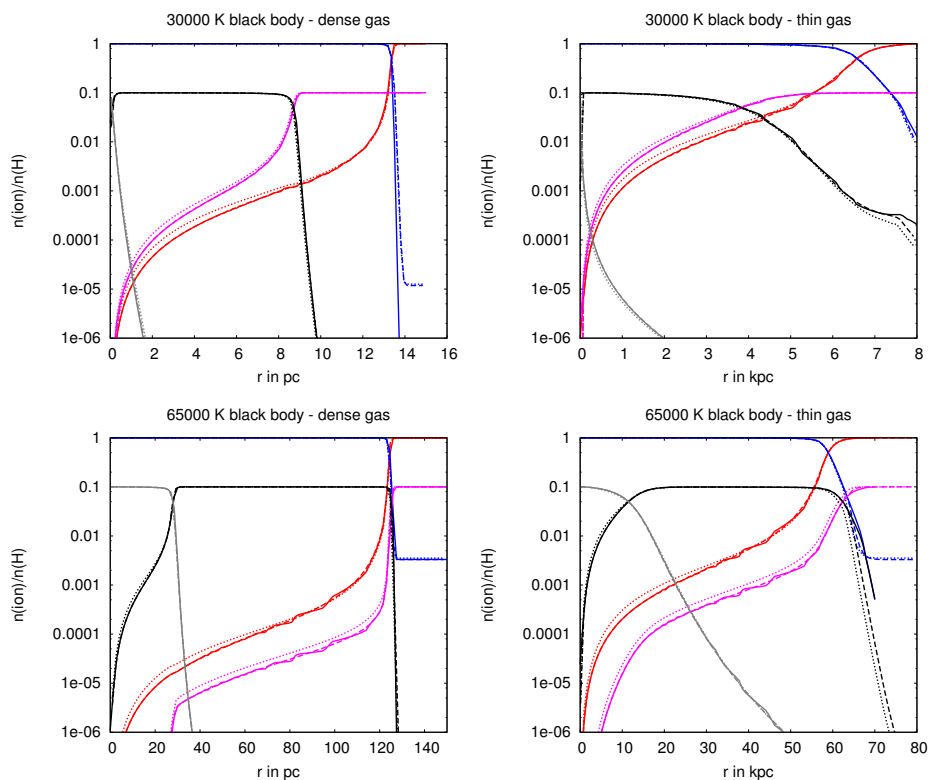 30000 K black body - dense gas
1
0.1
0.01
0.001
0.0001
1e-05
1e-06
n(ion)/n(H)
0 2 4 6 8 10 12 14 16
r in pc
30000 K black body - thin gas
1
0.1
0.01
0.001
0.0001
1e-05
1e-06
n(ion)/n(H)
0 1 2 3 4 5 6 7 8
r in kpc
65000 K black body - dense gas
1
0.1
0.01
0.001
0.0001
1e-05
1e-06
n(ion)/n(H)
0 20 40 60 80 100 120 140
r in pc
65000 K black body - thin gas
1
0.1
0.01
0.001
0.0001
1e-05
1e-06
n(ion)/n(H)
0 10 20 30 40 50 60 70 80
r in kpc